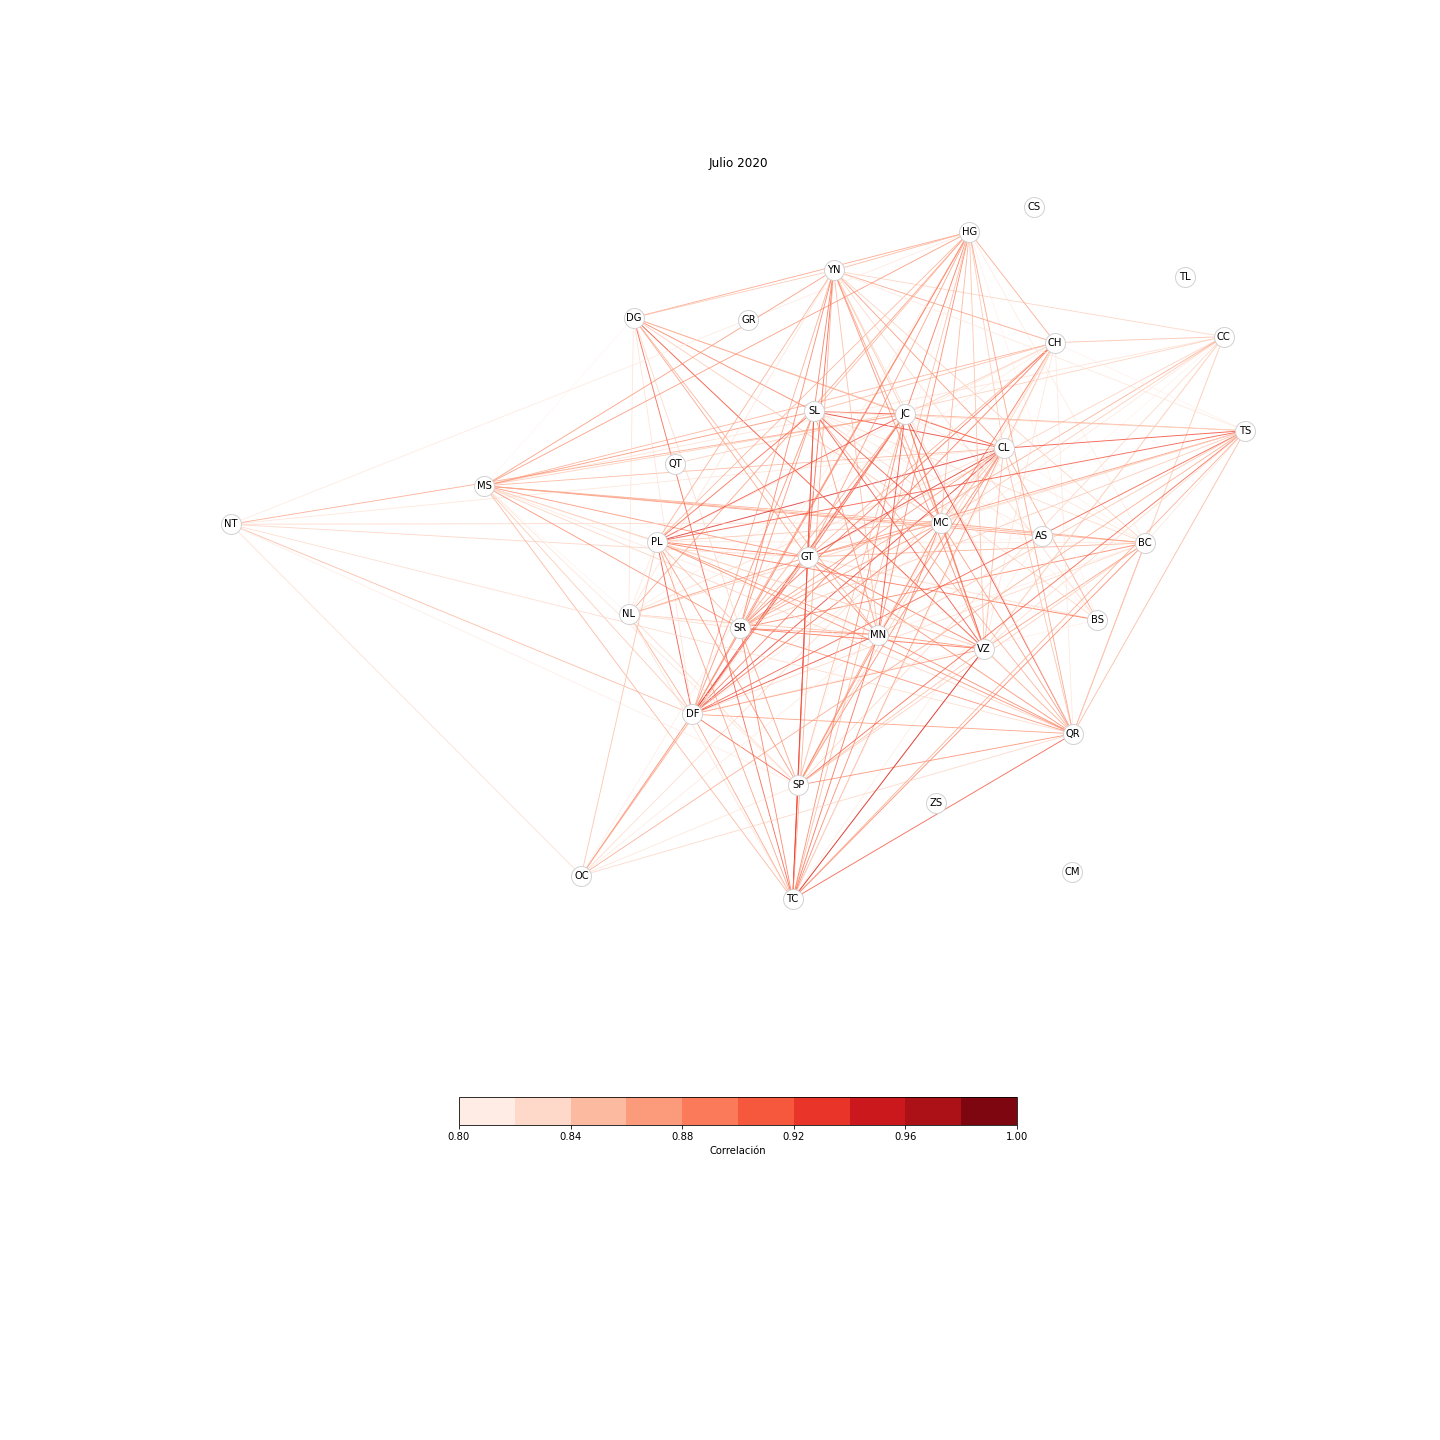 Julio 2020
CS
HG
YN
TL
DG
GR
CC
CH
SL
JC
TS
CL
QT
MS
NT
MC
AS
PL
BC
GT
NL
BS
SR
MN
VZ
DF
QR
SP
ZS
CM
OC
TC
0.80 0.84 0.88 0.92 0.96 1.00
Correlación